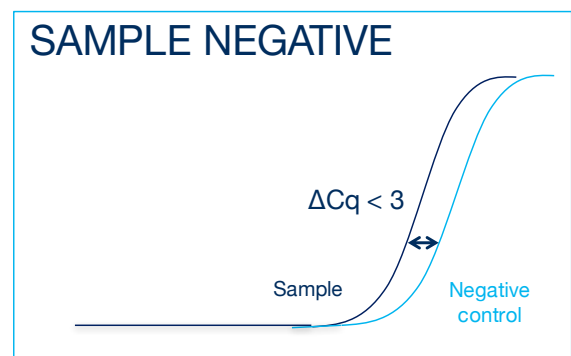 SAMPLE NEGATIVE
ΔCq < 3
Sample
Negative
control